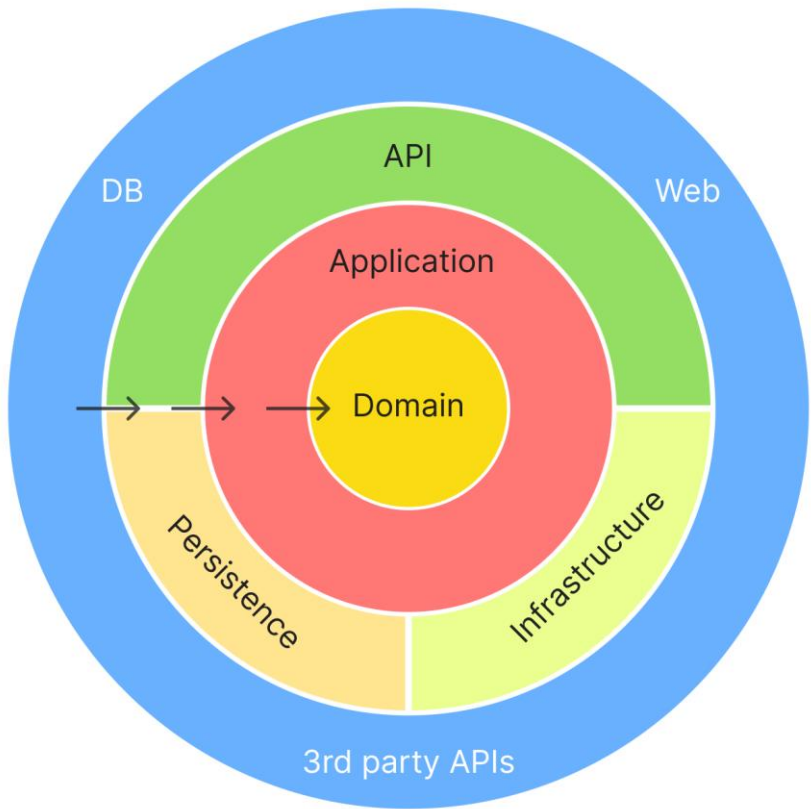 API
DB
Web
Application
Domain
Persistence
Infrastructure
3rd party APIs